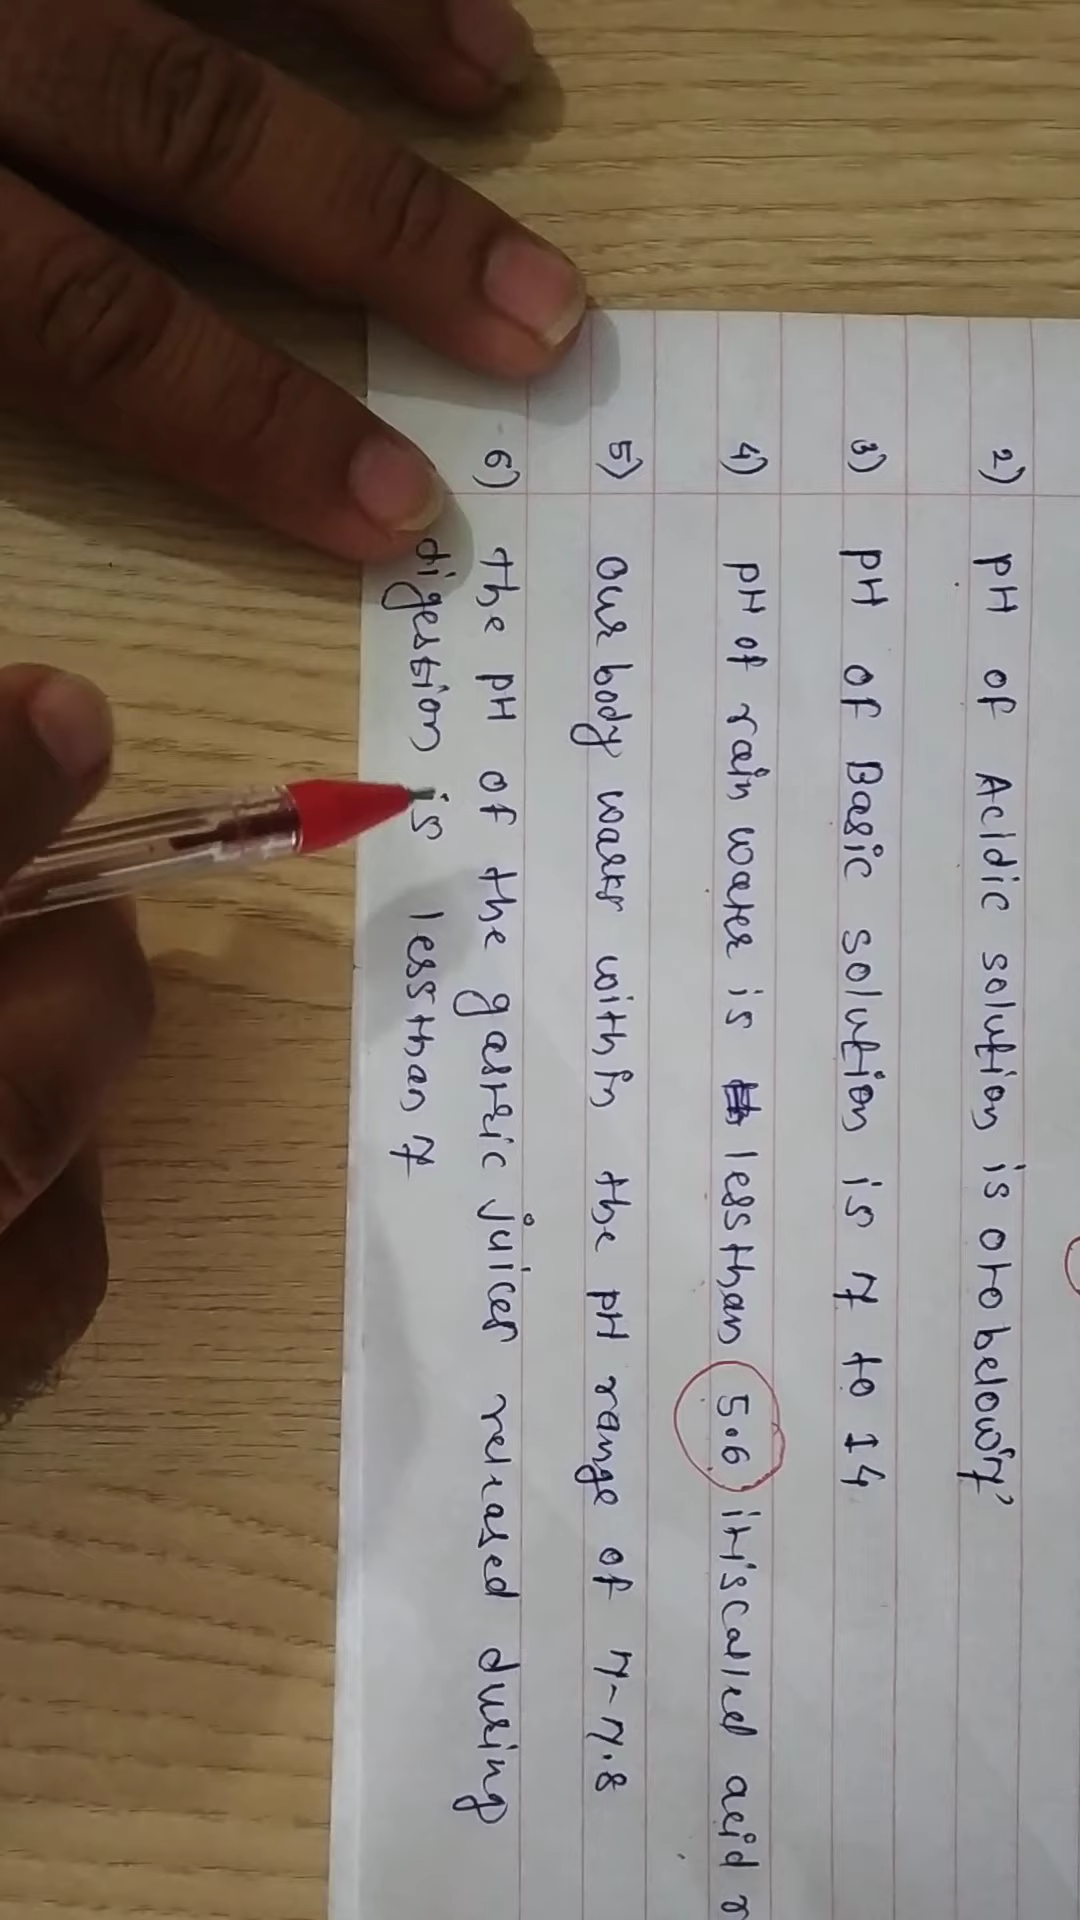 2) pH of Acidic solution is 0 to below '7'
3) pH of Basic solution is 7 to 14
4) pH of rain water is less than 5.6 it is called acid r
5) our body works within the pH range of 7-7.8
6) the pH of the gastric juices released during
digestion is less than 7